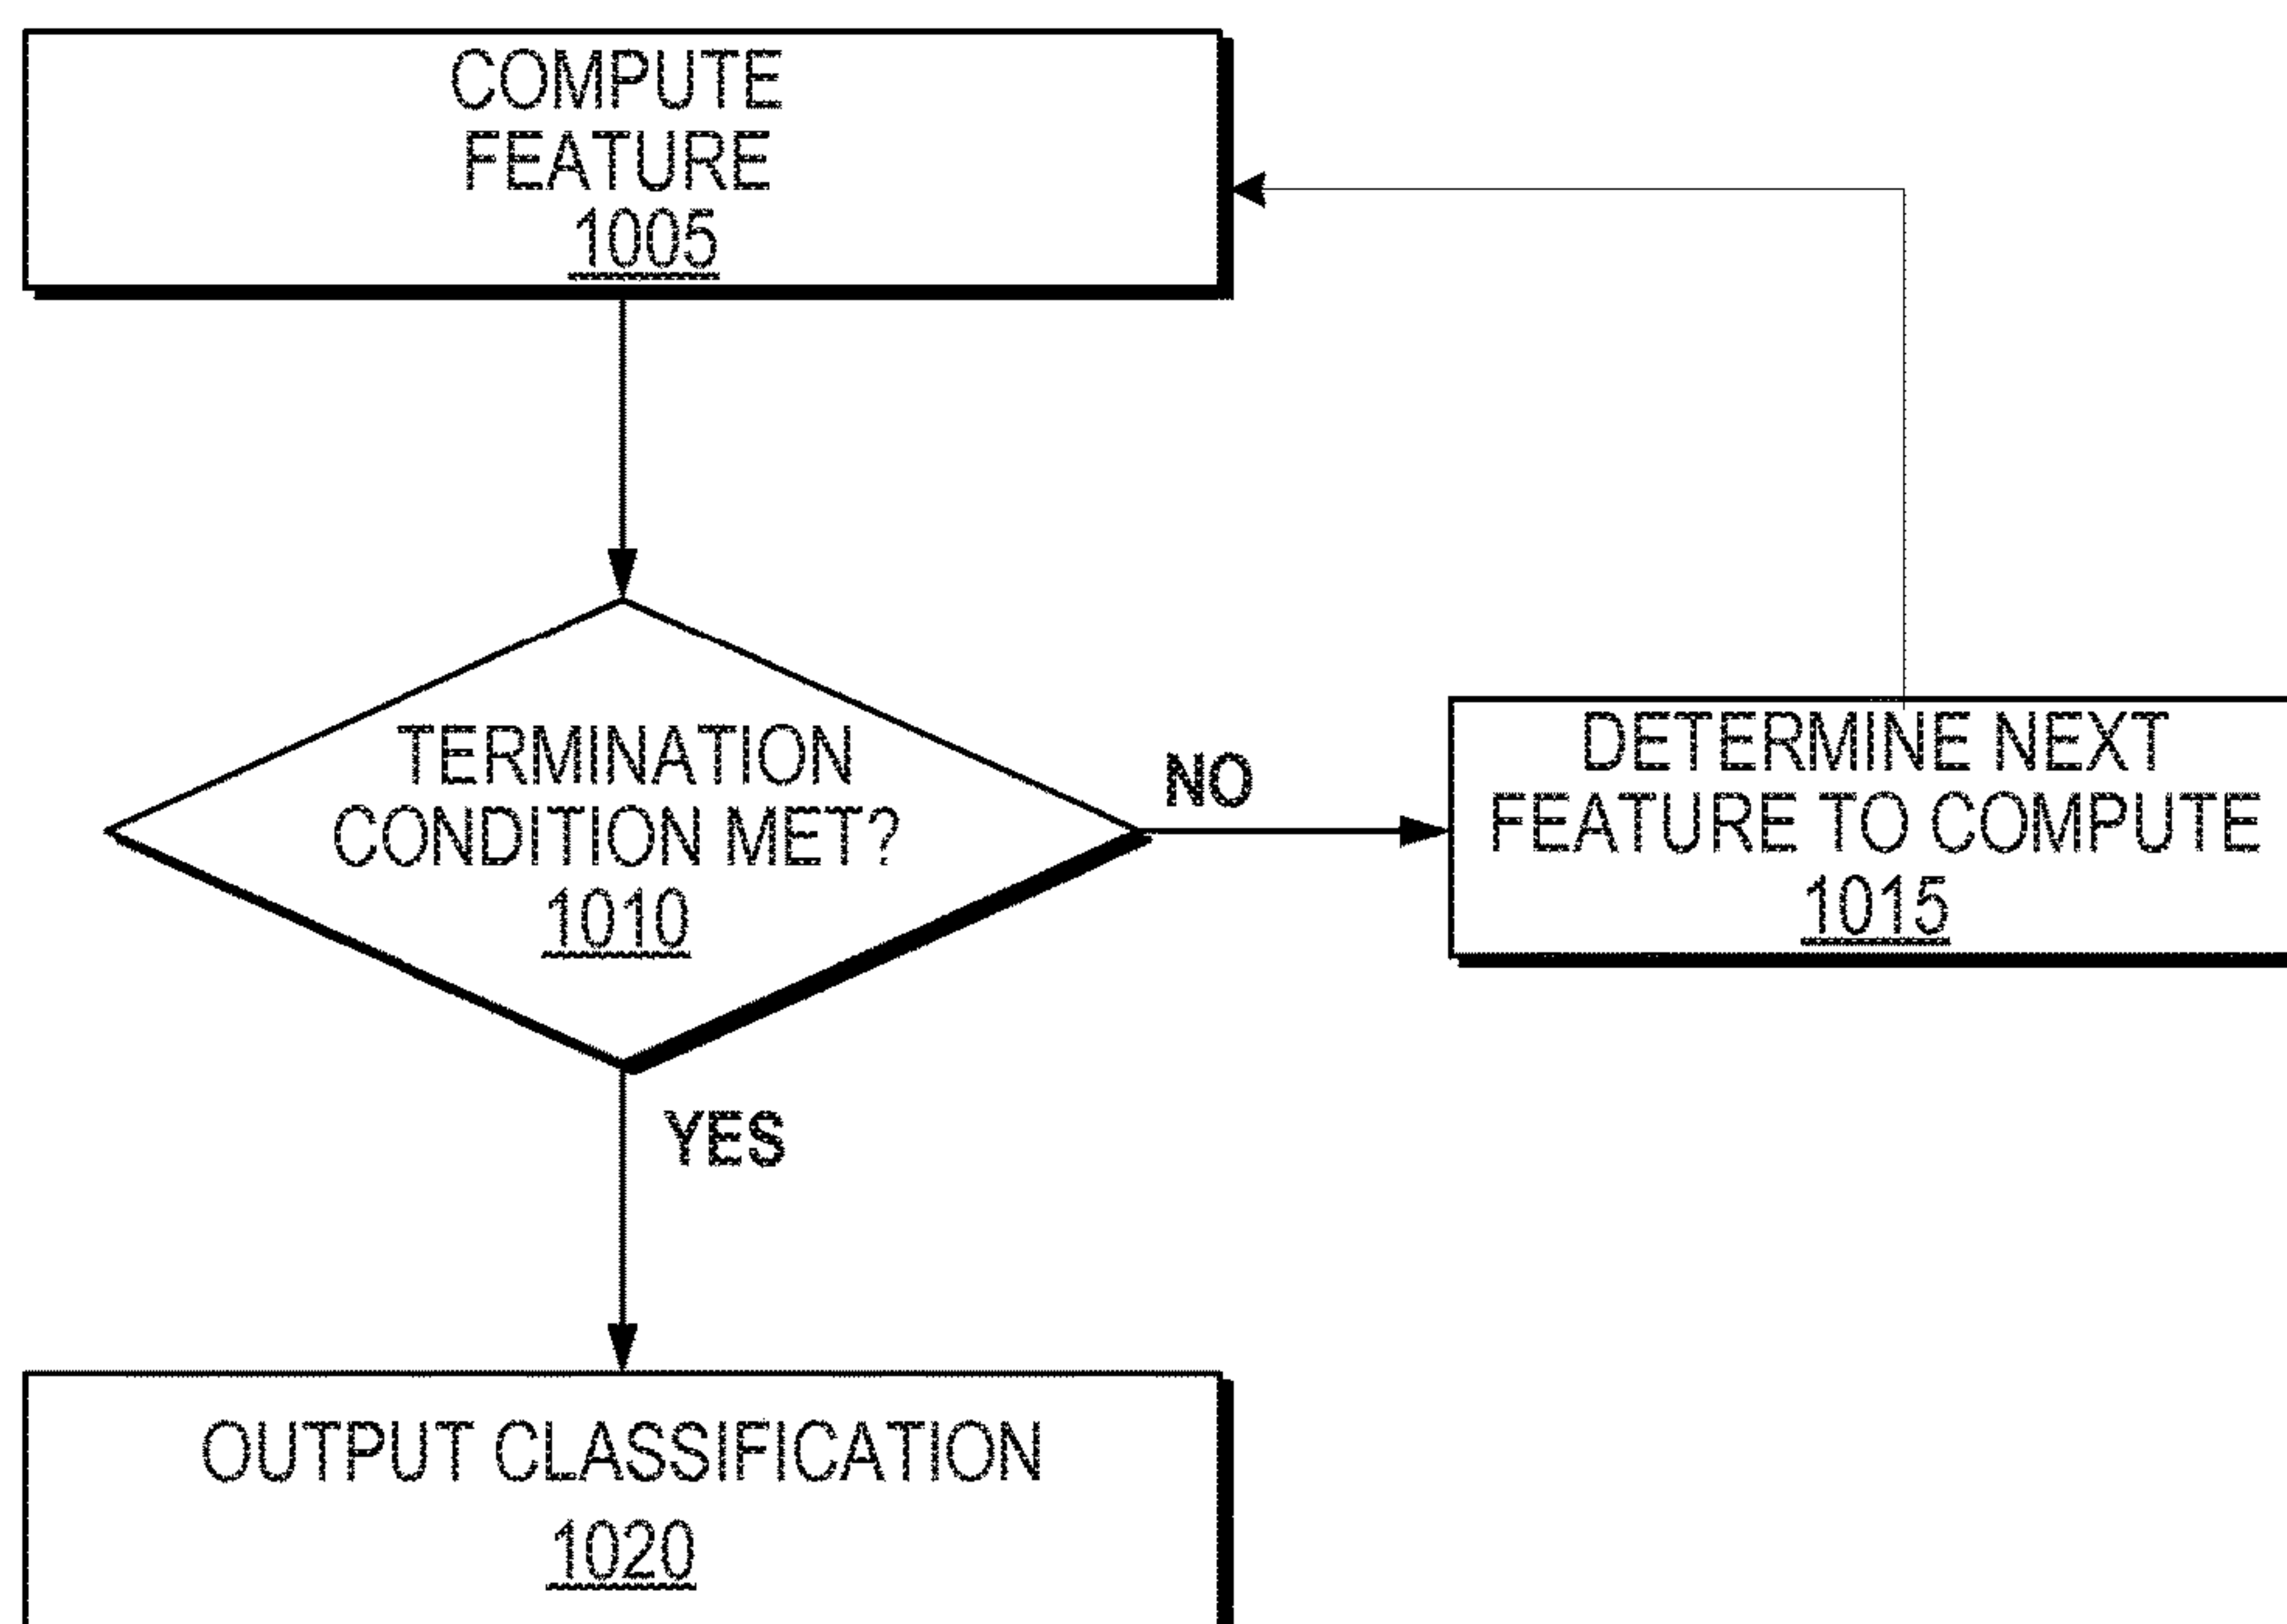 COMPUTE
FEATURE
1005
TERMINATION
CONDITION MET?
1010
NO
DETERMINE NEXT
FEATURE TO COMPUTE
1015
YES
OUTPUT CLASSIFICATION
1020